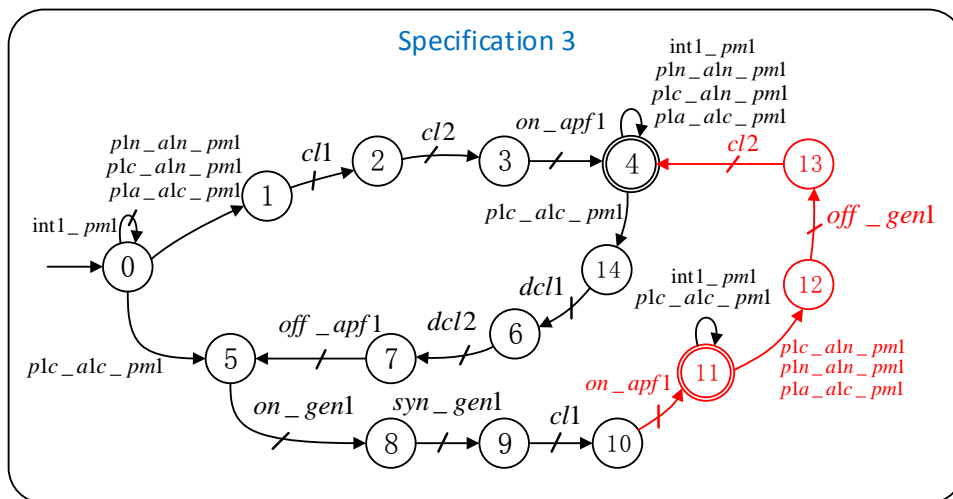 Specification 3
int1_pm1
p1n_a1n_pm1
p1c_a1n_pm1
p1a_a1c_pm1
on_apf1
p1n_a1n_pm1
p1c_a1n_pm1
p1a_a1c_pm1
cl1
cl2
cl2
1
2
3
4
13
int1_pm1
0
p1c_a1c_pm1
14
off_gen1
int1_pm1
p1c_a1c_pm1
12
dcl1
off_apf1
dcl2
6
p1c_a1c_pm1
5
7
11
on_apf1
p1c_a1n_pm1
p1n_a1n_pm1
p1a_a1c_pm1
on_gen1
syn_gen1
cl1
8
9
10